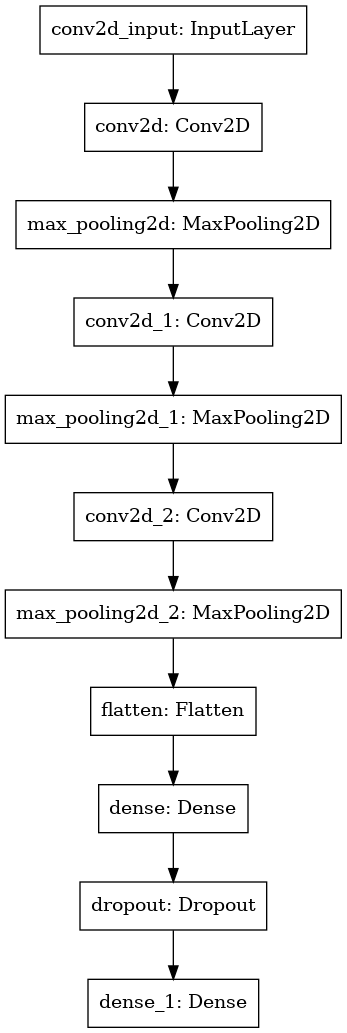 conv2d_input: InputLayer
conv2d: Conv2D
max_pooling2d: MaxPooling2D
conv2d_1: Conv2D
max_pooling2d_1: MaxPooling2D
conv2d_2: Conv2D
max_pooling2d_2: MaxPooling2D
flatten: Flatten
dense: Dense
dropout: Dropout
dense_1: Dense